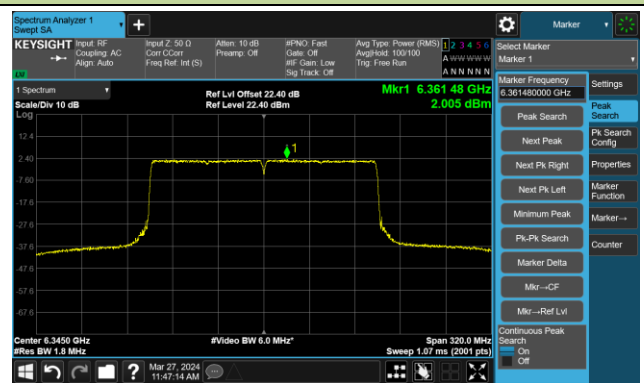 Spectrum Analyzer 1
Swept SA
Marker
KEYSIGHT
Input: RF
Coupling: AC
Align: Auto
Input Z: 50 Ω
Corr CCorr
Freq Ref: Int (S)
Atten: 10 dB
Preamp: Off
#PNO: Fast
Gate: Off
#IF Gain: Low
Sig Track: Off
Avg Type: Power (RMS)
Avg|Hold: 100/100
Trig: Free Run
1 2 3 4 5 6
A W W W W W
A N N N N N
LW
Select Marker
Marker 1
1 Spectrum
Scale/Div 10 dB
Log
Ref Lvl Offset 22.40 dB
Ref Level 22.40 dBm
Mkr1 6.361 48 GHz
2.005 dBm
12.4
2.40
-7.60
-17.6
-27.6
-37.6
-47.6
-57.6
-67.6
1
Center 6.3450 GHz
#Res BW 1.8 MHz
#Video BW 6.0 MHz*
Span 320.0 MHz
Sweep 1.07 ms (2001 pts)
Marker Frequency
6.361480000 GHz
Peak Search
Next Peak
Next Pk Right
Next Pk Left
Minimum Peak
Pk-Pk Search
Marker Delta
Mkr→CF
Mkr→Ref Lvl
Continuous Peak
Search
On
Off
Settings
Peak
Search
Pk Search
Config
Properties
Marker
Function
Marker→
Counter
?
Mar 27, 2024
11:47:14 AM